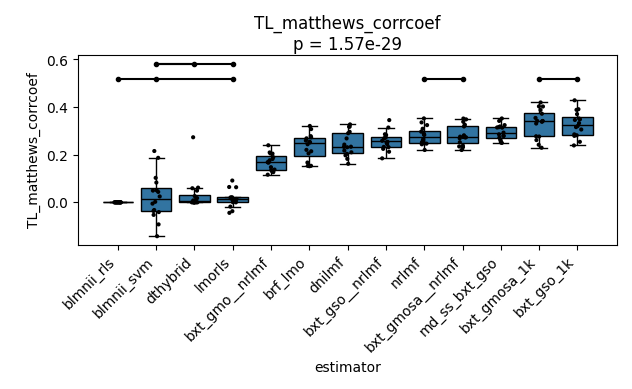 TL_matthews_corrcoef
p = 1.57e-29
TL_matthews_corrcoef
0.6
0.4
0.2
0.0
blmnii_rls
blmnii_svm
dthybrid
lmorls
bxt_gmo__nrlmf
brf_lmo
dnilmf
bxt_gso__nrlmf
nrlmf
bxt_gmosa__nrlmf
md_ss_bxt_gso
bxt_gmosa_1k
bxt_gso_1k
estimator